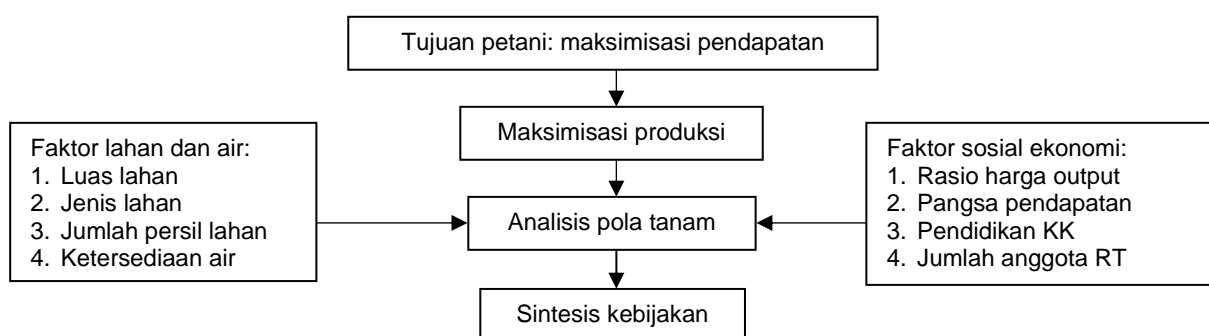 Tujuan petani: maksimisasi pendapatan
Maksimisasi produksi
Faktor lahan dan air:
1. Luas lahan
2. Jenis lahan
3. Jumlah persil lahan
4. Ketersediaan air
Analisis pola tanam
Faktor sosial ekonomi:
1. Rasio harga output
2. Pangsa pendapatan
3. Pendidikan KK
4. Jumlah anggota RT
Sintesis kebijakan